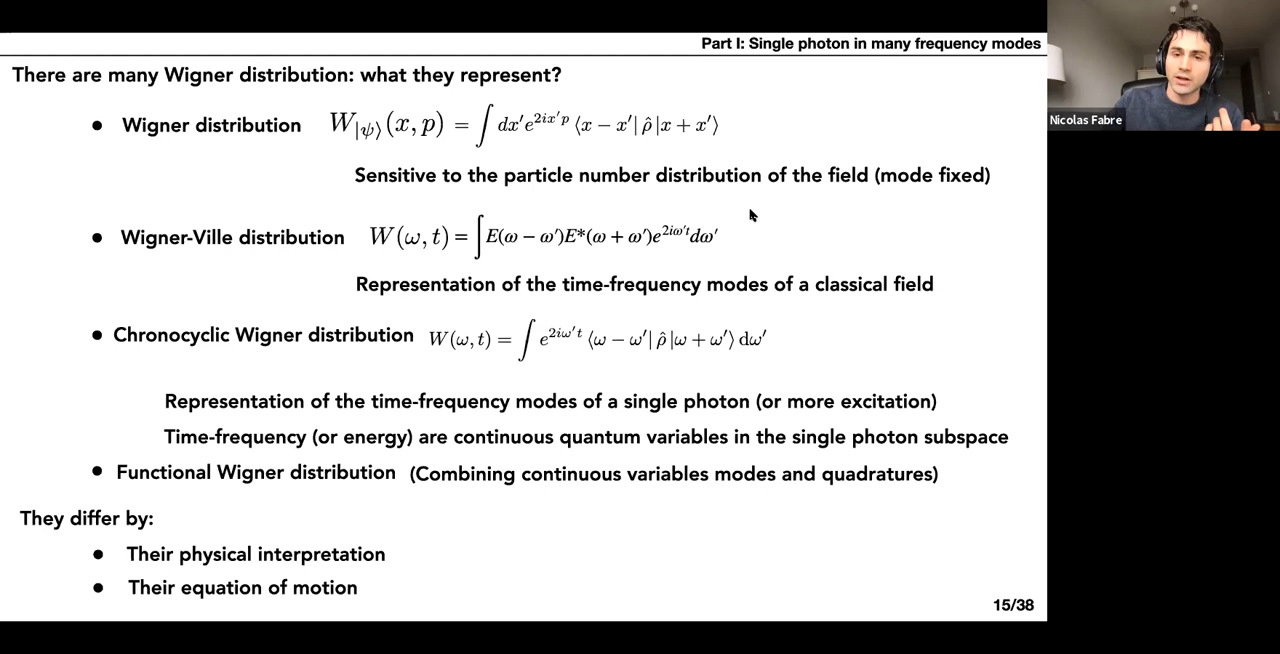 Part I: Single photon in many frequency modes
Nicolas Fabre
There are many Wigner distribution: what they represent?
• Wigner distribution W_{|ψ⟩}(x, p) = ∫ dx′e^{2ix′p} ⟨x − x′| ρ̂ |x + x′⟩
Sensitive to the particle number distribution of the field (mode fixed)
• Wigner-Ville distribution W(ω, t) = ∫ E(ω − ω′)E*(ω + ω′)e^{2iω′t}dω′
Representation of the time-frequency modes of a classical field
• Chronocyclic Wigner distribution W(ω, t) = ∫ e^{2iω′t} ⟨ω − ω′| ρ̂ |ω + ω′⟩ dω′
Representation of the time-frequency modes of a single photon (or more excitation)
Time-frequency (or energy) are continuous quantum variables in the single photon subspace
• Functional Wigner distribution (Combining continuous variables modes and quadratures)
They differ by:
• Their physical interpretation
• Their equation of motion
15/38